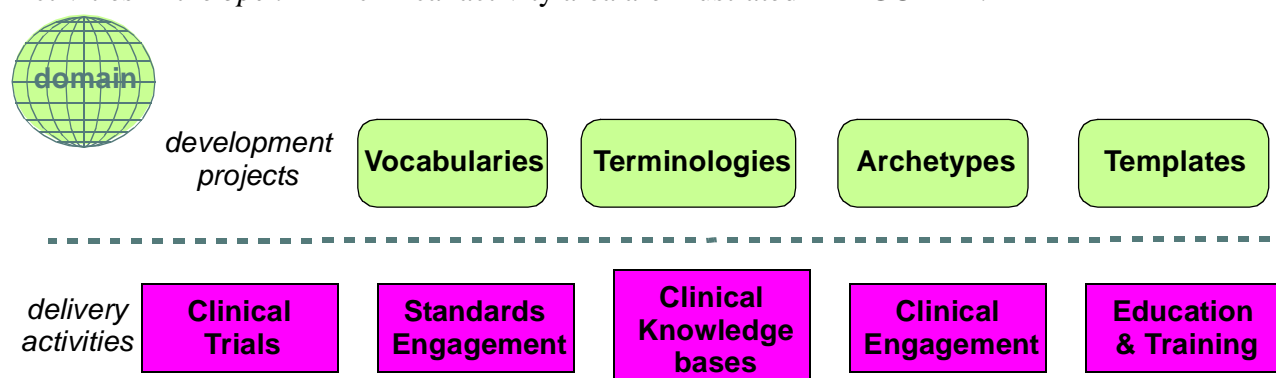 domain
development
projects
Vocabularies
Terminologies
Archetypes
Templates
delivery
activities
Clinical
Trials
Standards
Engagement
Clinical
Knowledge
bases
Clinical
Engagement
Education
& Training